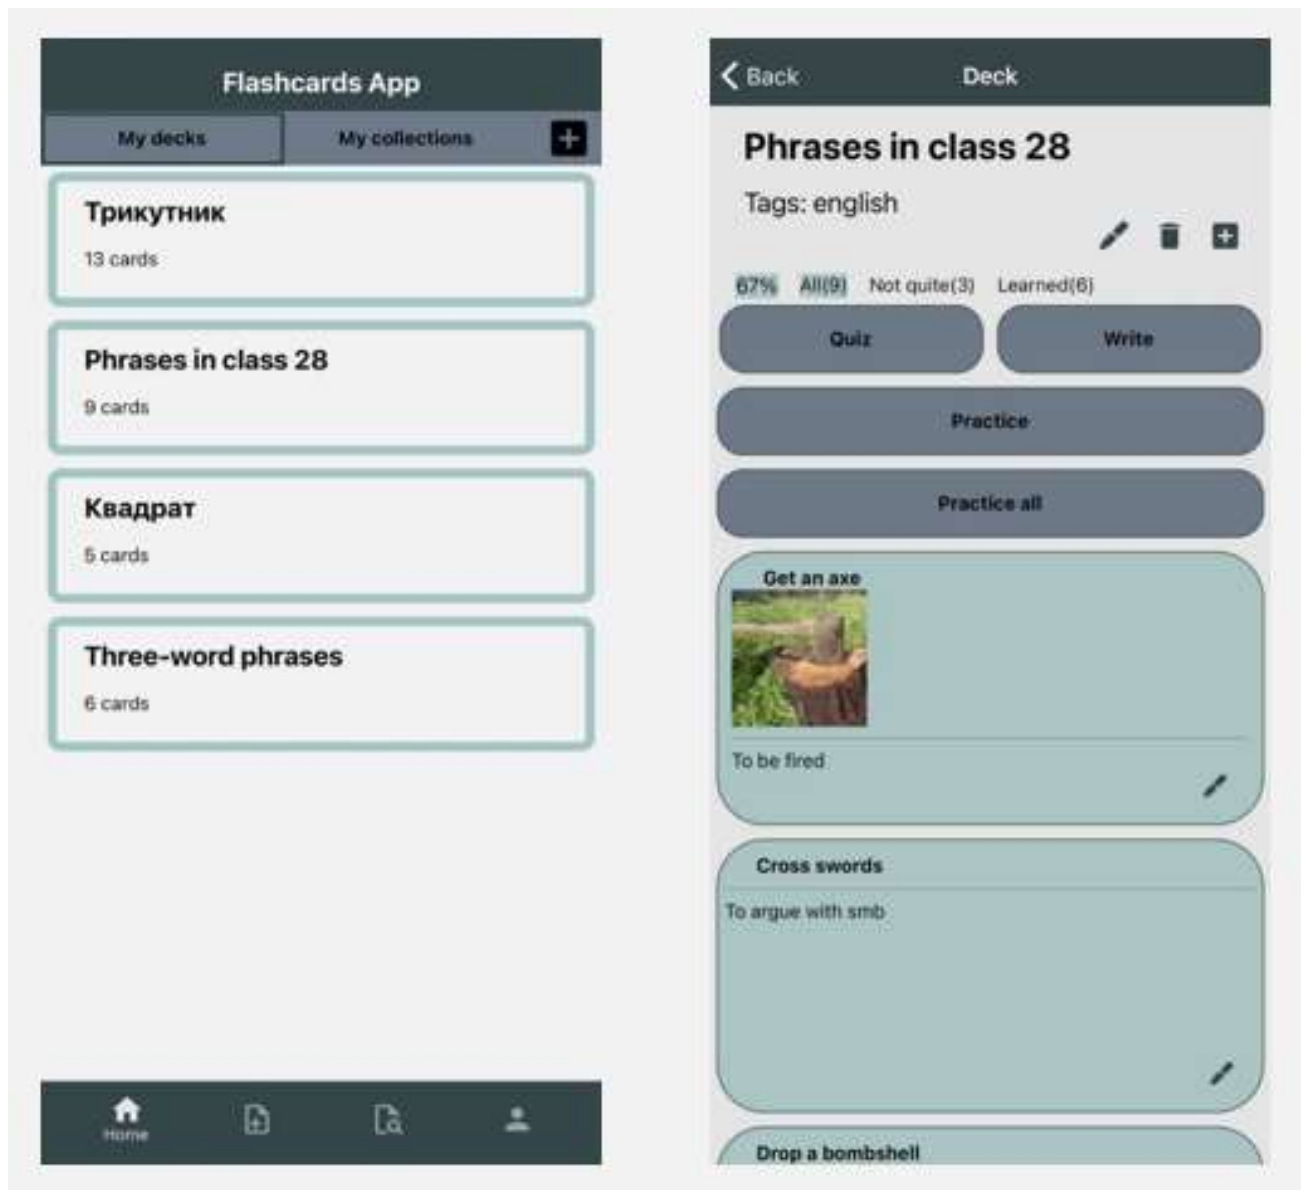 Flashcards App
My decks My collections
Трикутник
13 cards
Phrases in class 28
9 cards
Квадрат
5 cards
Three-word phrases
6 cards
Home
Back Deck
Phrases in class 28
Tags: english
67% All(9) Not quite(3) Learned(6)
Quiz Write
Practice
Practice all
Get an axe
To be fired
Cross swords
To argue with smb
Drop a bombshell